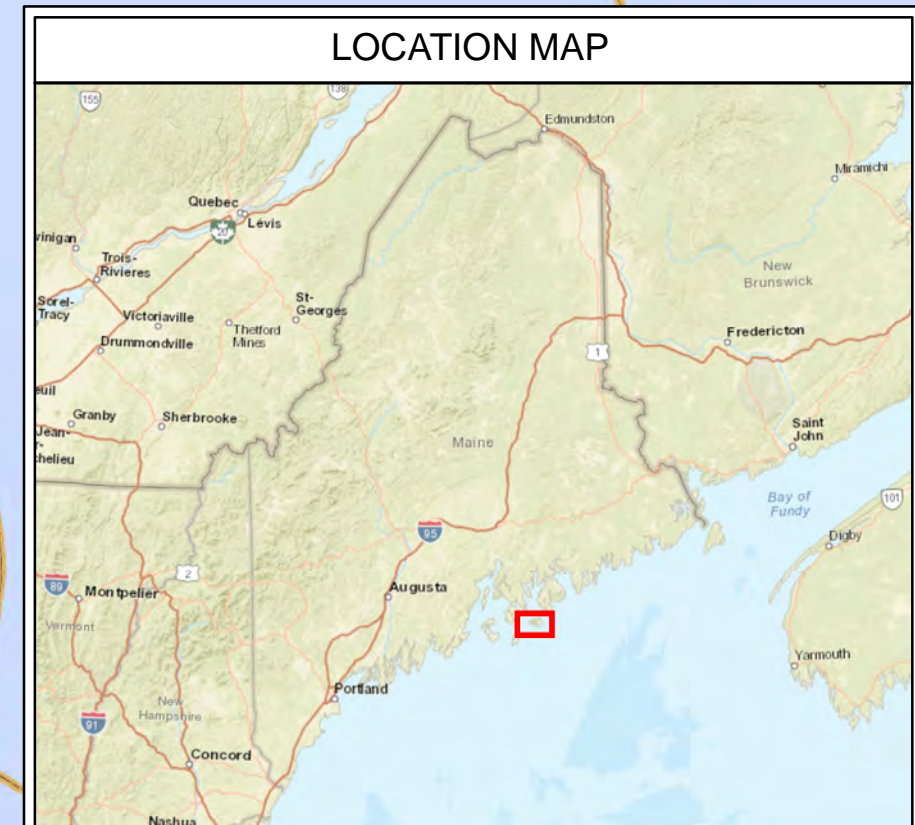 LOCATION MAP
155
138
Edmundston
Miramichi
Quebec
Lévis
20
vinigan
Trois-
Rivieres
New
Brunswick
Sorel-
Tracy
Victoriaville
St-
Georges
Thetford
Mines
Drummondville
Fredericton
1
euil
Granby
Sherbrooke
Saint
John
Jean-
r-
chelieu
Maine
Bay of
Fundy
101
95
Digby
2
89
Montpelier
Augusta
Vermont
Yarmouth
Portland
New
Hampshire
91
Concord
Nashua